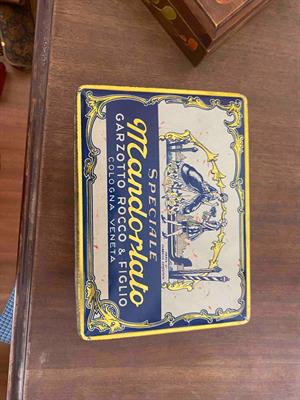 SPECIALE
Mandorlato
GARZOTTO ROCCO & FIGLIO
COLOGNA VENETA